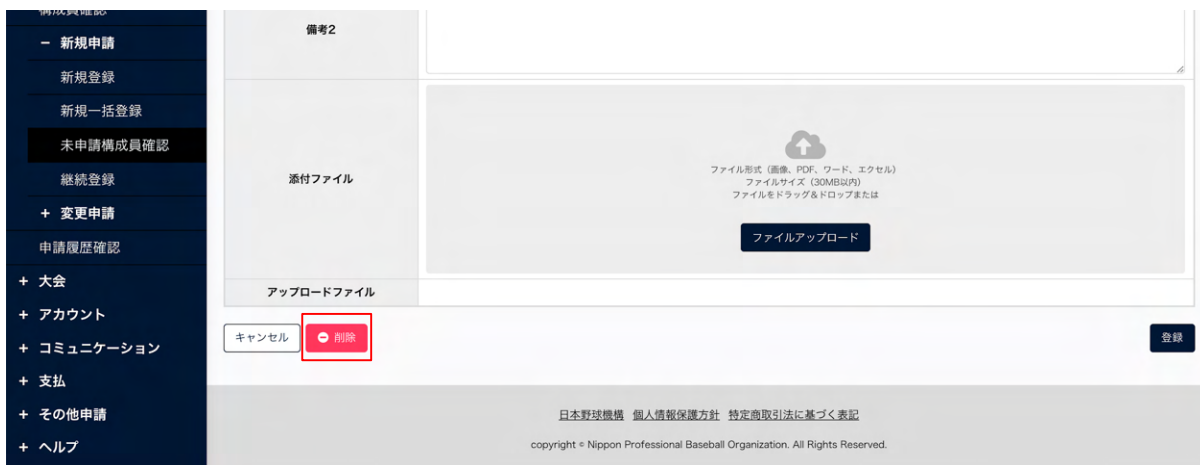 構成員確認
− 新規申請
新規登録
新規一括登録
未申請構成員確認
継続登録
+ 変更申請
申請履歴確認
+ 大会
+ アカウント
+ コミュニケーション
+ 支払
+ その他申請
+ ヘルプ
備考2
添付ファイル
ファイル形式（画像、PDF、ワード、エクセル）
ファイルサイズ（30MB以内）
ファイルをドラッグ＆ドロップまたは
ファイルアップロード
アップロードファイル
キャンセル
削除
登録
日本野球機構 個人情報保護方針 特定商取引法に基づく表記
copyright © Nippon Professional Baseball Organization. All Rights Reserved.